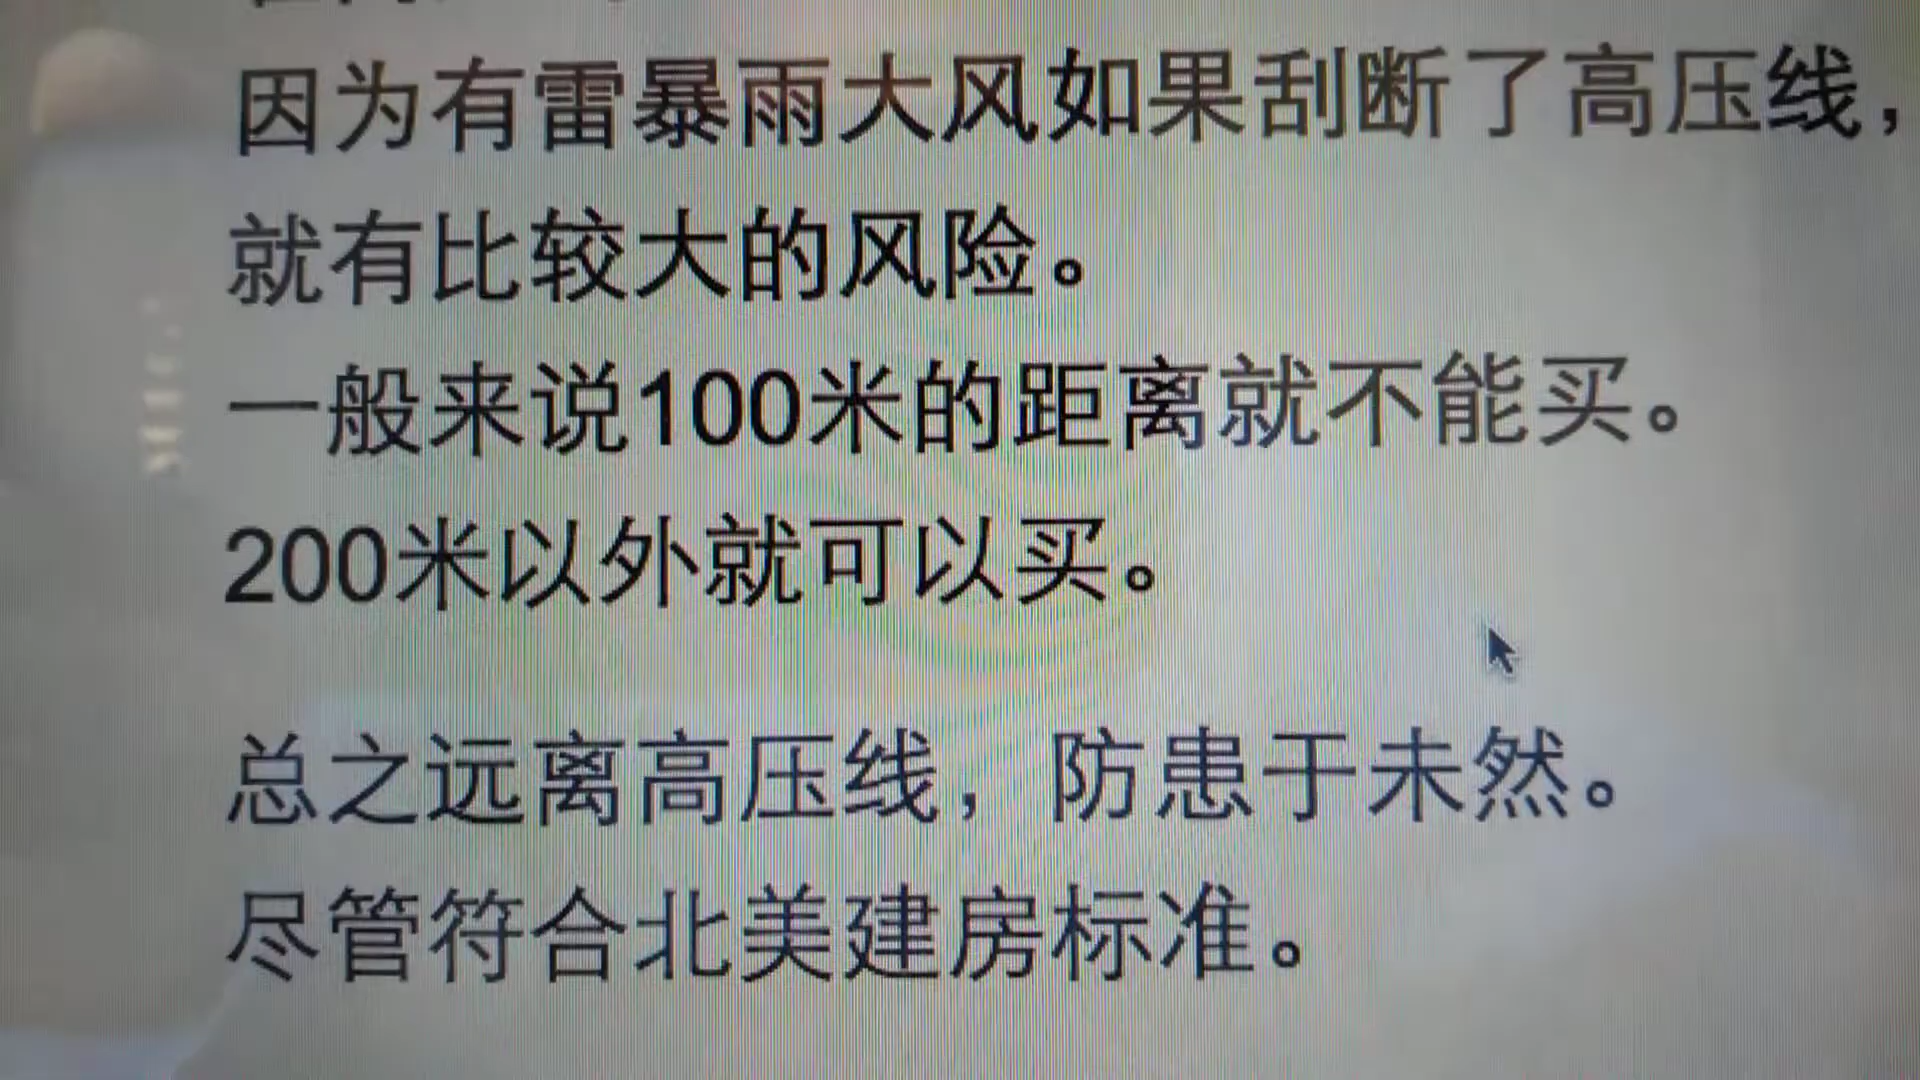 因为有雷暴雨大风如果刮断了高压线，
就有比较大的风险。
一般来说100米的距离就不能买。
200米以外就可以买。
总之远离高压线，防患于未然。
尽管符合北美建房标准。